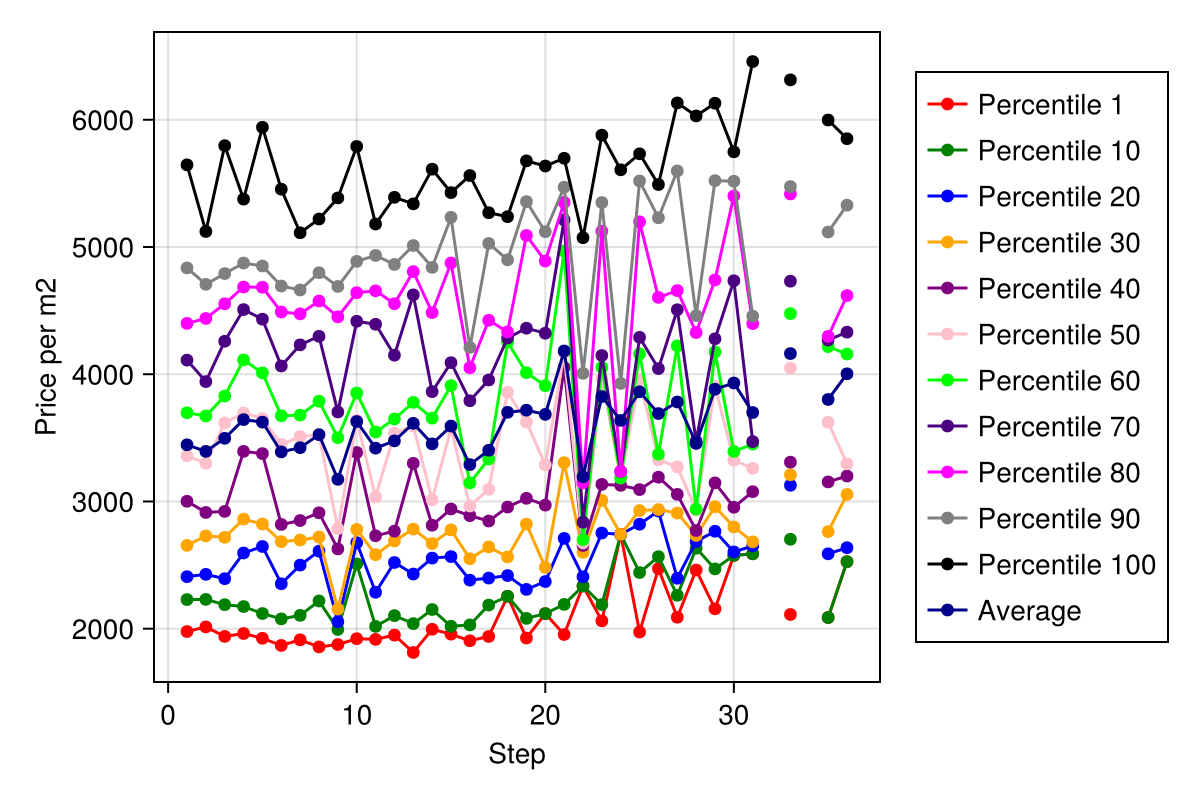 6000
5000
4000
3000
2000
Price per m2
0 10 20 30
Step
Percentile 1
Percentile 10
Percentile 20
Percentile 30
Percentile 40
Percentile 50
Percentile 60
Percentile 70
Percentile 80
Percentile 90
Percentile 100
Average